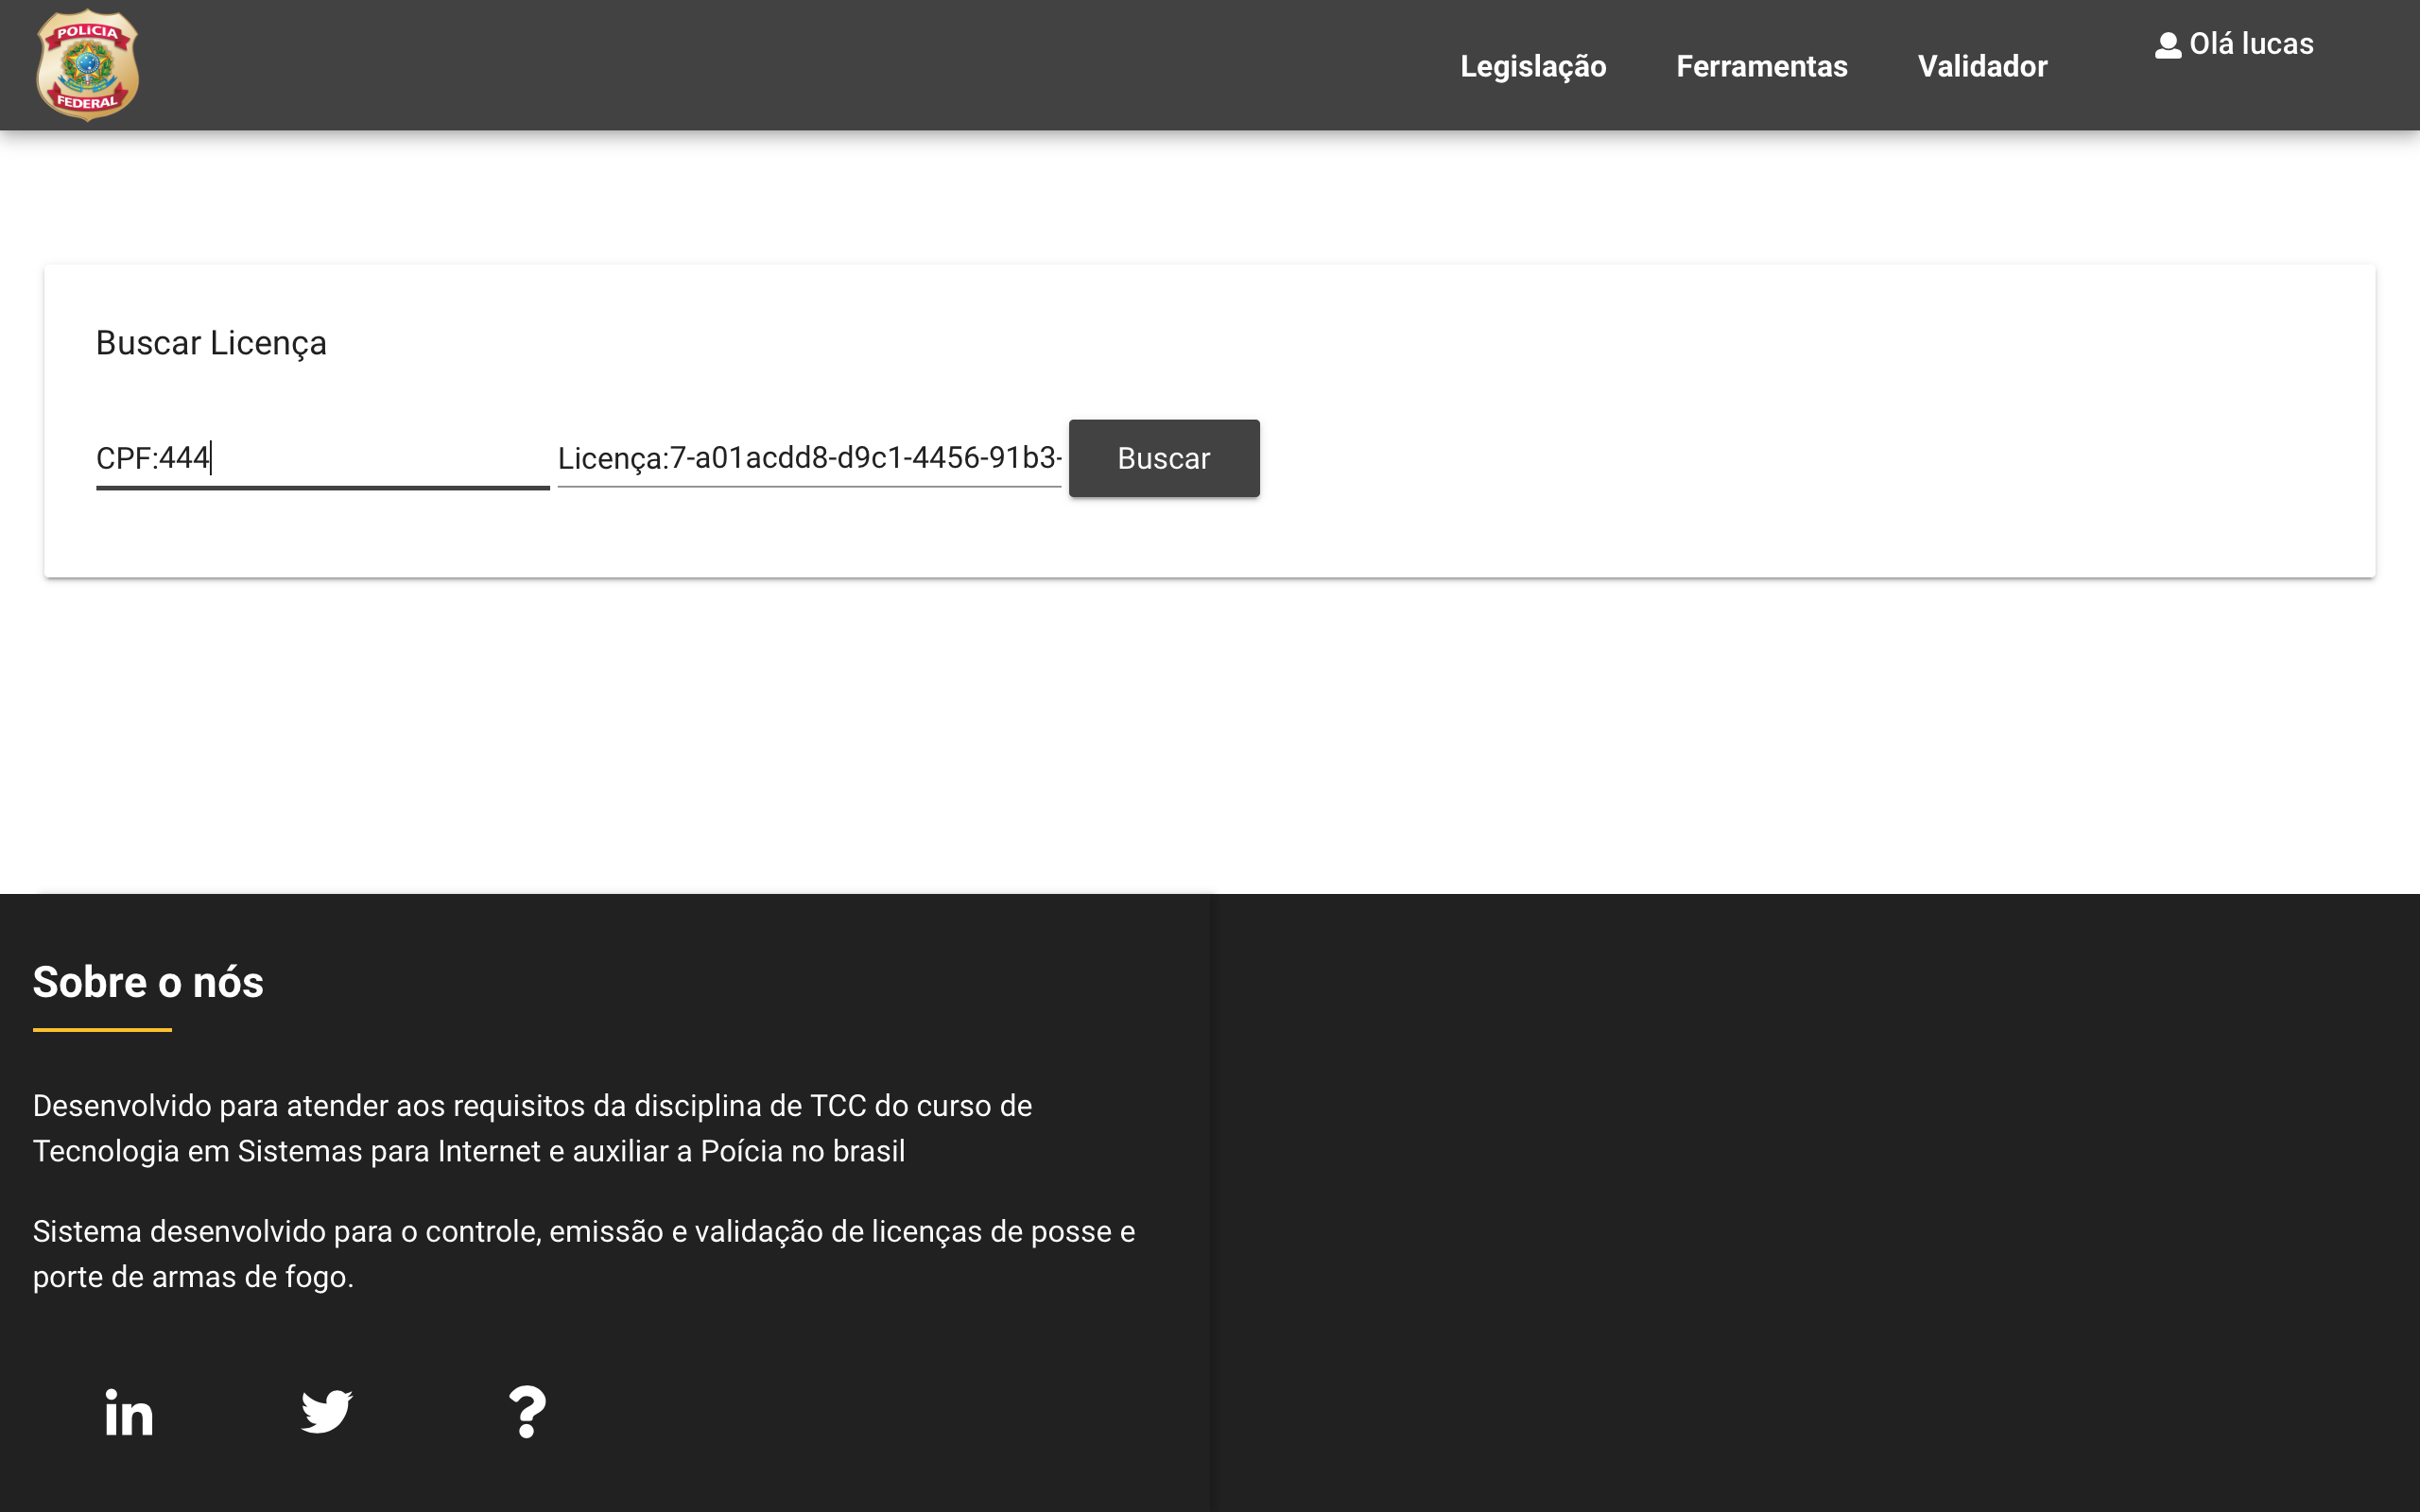 POLICIA
FEDERAL
Legislação Ferramentas Validador Olá lucas
Buscar Licença
CPF:444 Licença:7-a01acdd8-d9c1-4456-91b3- Buscar
Sobre o nós
Desenvolvido para atender aos requisitos da disciplina de TCC do curso de
Tecnologia em Sistemas para Internet e auxiliar a Poícia no brasil
Sistema desenvolvido para o controle, emissão e validação de licenças de posse e
porte de armas de fogo.
in
?